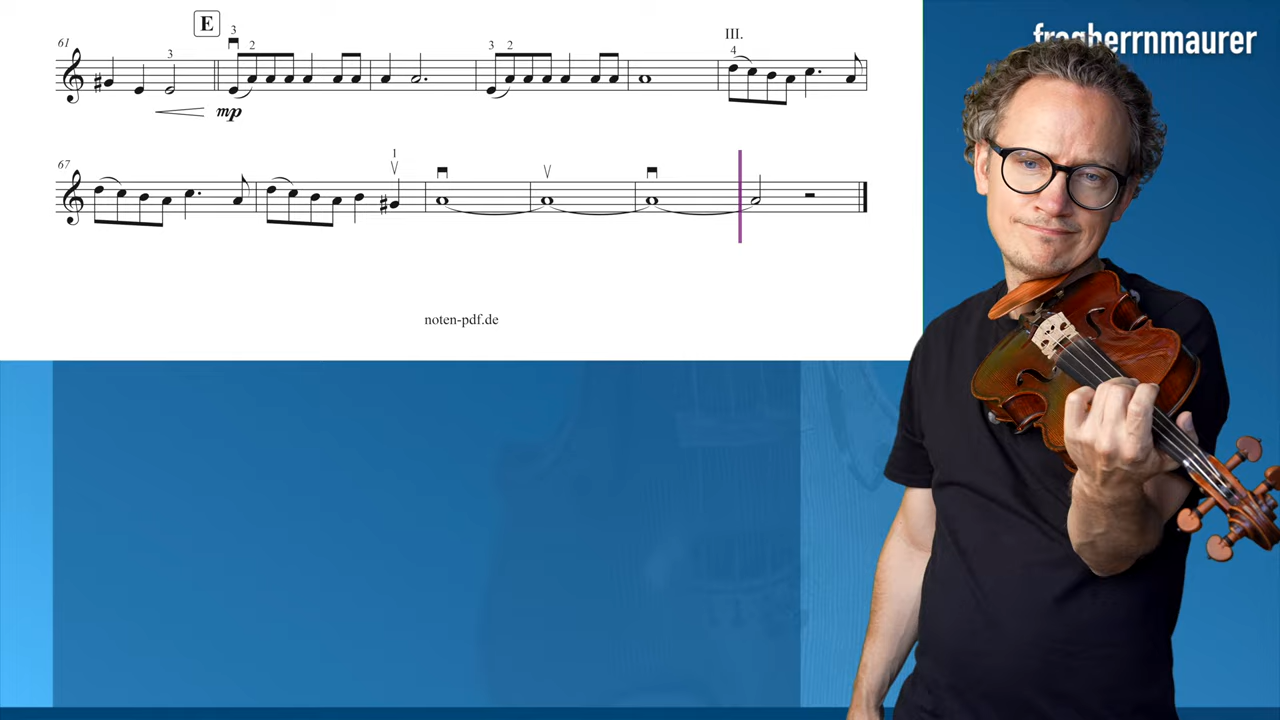 fragherrnmaurer
E
III.
61
3
3
2
3
2
4
mp
67
1
noten-pdf.de